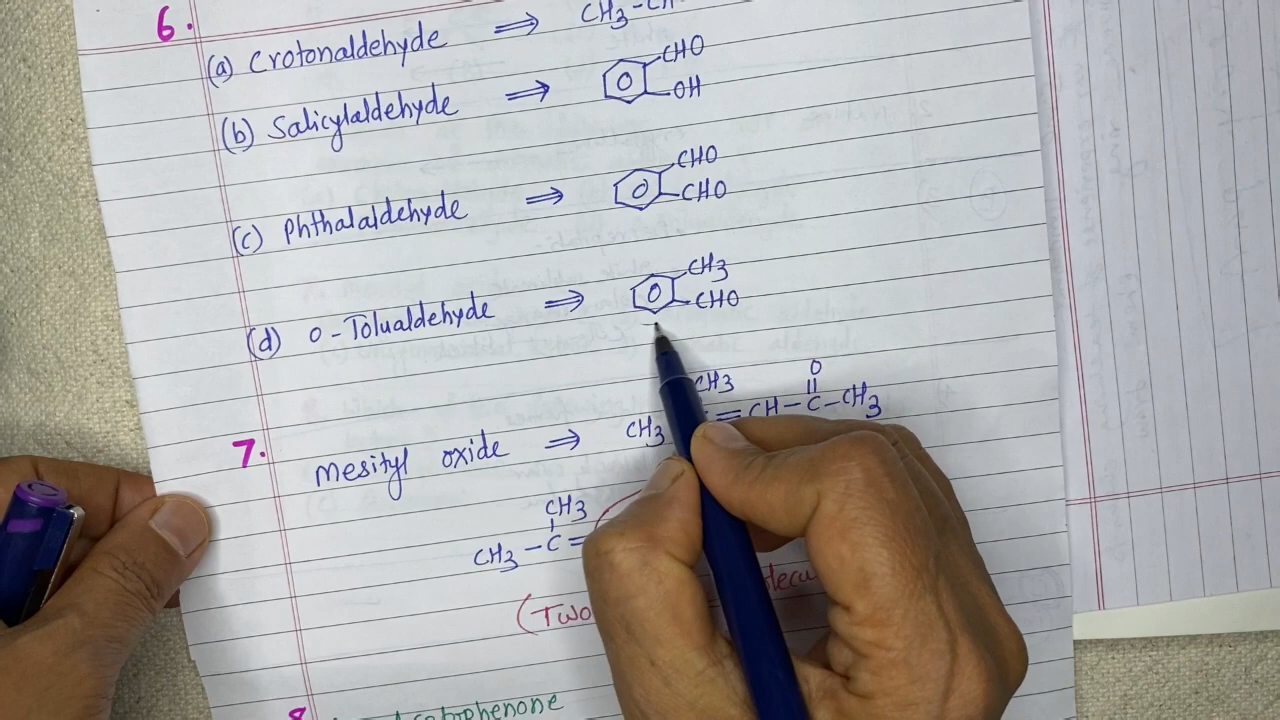 6.
(a) Crotonaldehyde ⇒ CH3-CH
(b) Salicylaldehyde ⇒ CHO
OH
(c) Phthalaldehyde ⇒ CHO
CHO
(d) o-Tolualdehyde ⇒ CH3
CHO
7. Mesityl oxide ⇒ CH3 = CH - C - CH3
CH3
O
CH3
CH3 - C =
(Two
8.